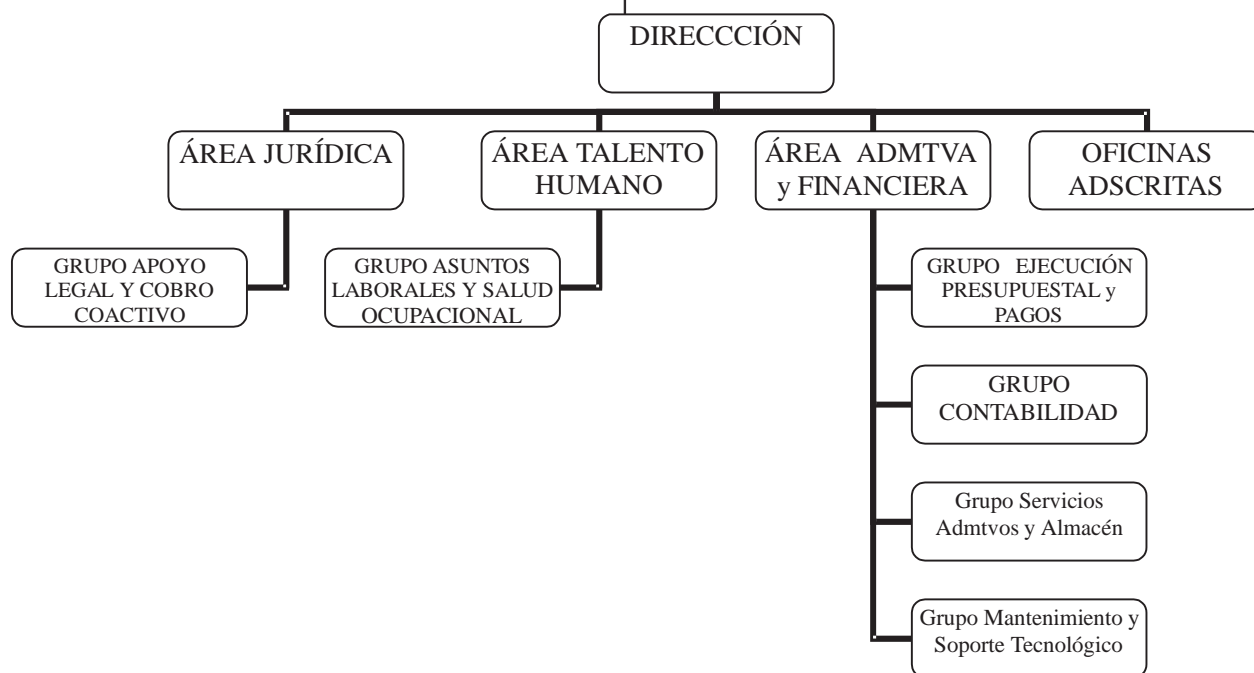 DIRECCCIÓN
ÁREA JURÍDICA
ÁREA TALENTO
HUMANO
ÁREA ADMTVA
y FINANCIERA
OFICINAS
ADSCRITAS
GRUPO APOYO
LEGAL Y COBRO
COACTIVO
GRUPO ASUNTOS
LABORALES Y SALUD
OCUPACIONAL
GRUPO EJECUCIÓN
PRESUPUESTAL y
PAGOS
GRUPO
CONTABILIDAD
Grupo Servicios
Admtvos y Almacén
Grupo Mantenimiento y
Soporte Tecnológico